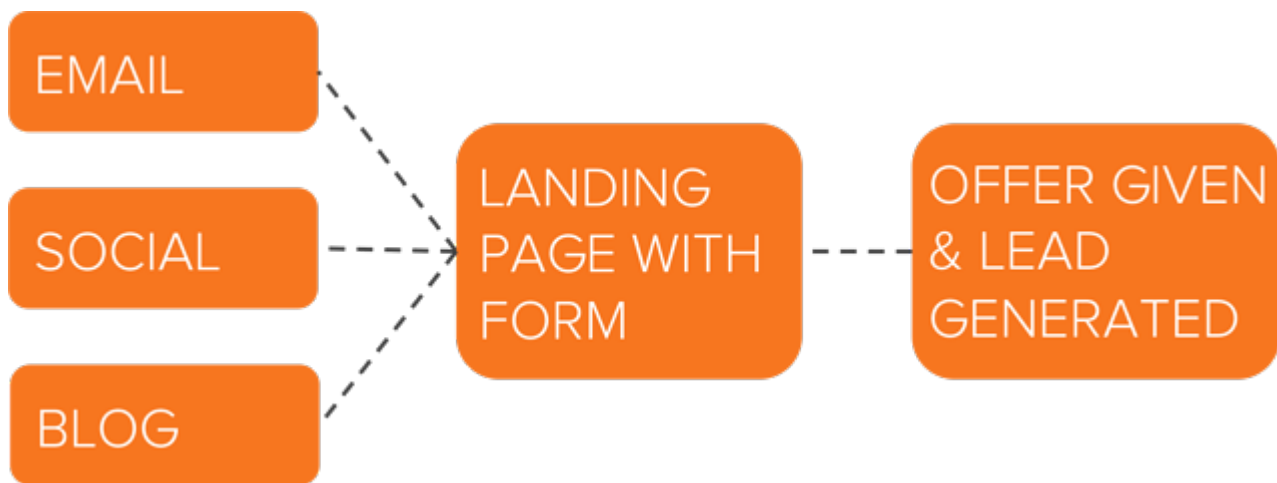 EMAIL
SOCIAL
BLOG
LANDING
PAGE WITH
FORM
OFFER GIVEN
& LEAD
GENERATED